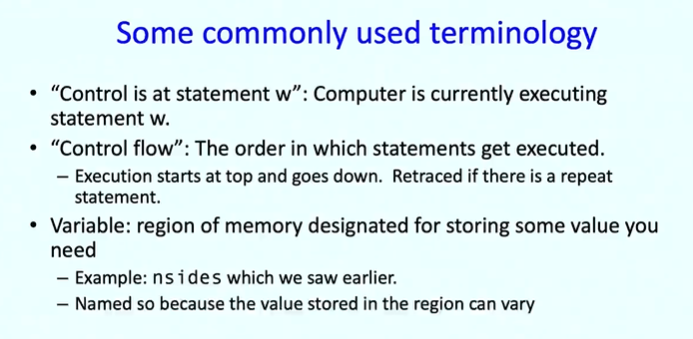 Some commonly used terminology
• “Control is at statement w”: Computer is currently executing
statement w.
• “Control flow”: The order in which statements get executed.
– Execution starts at top and goes down. Retraced if there is a repeat
statement.
• Variable: region of memory designated for storing some value you
need
– Example: nsides which we saw earlier.
– Named so because the value stored in the region can vary